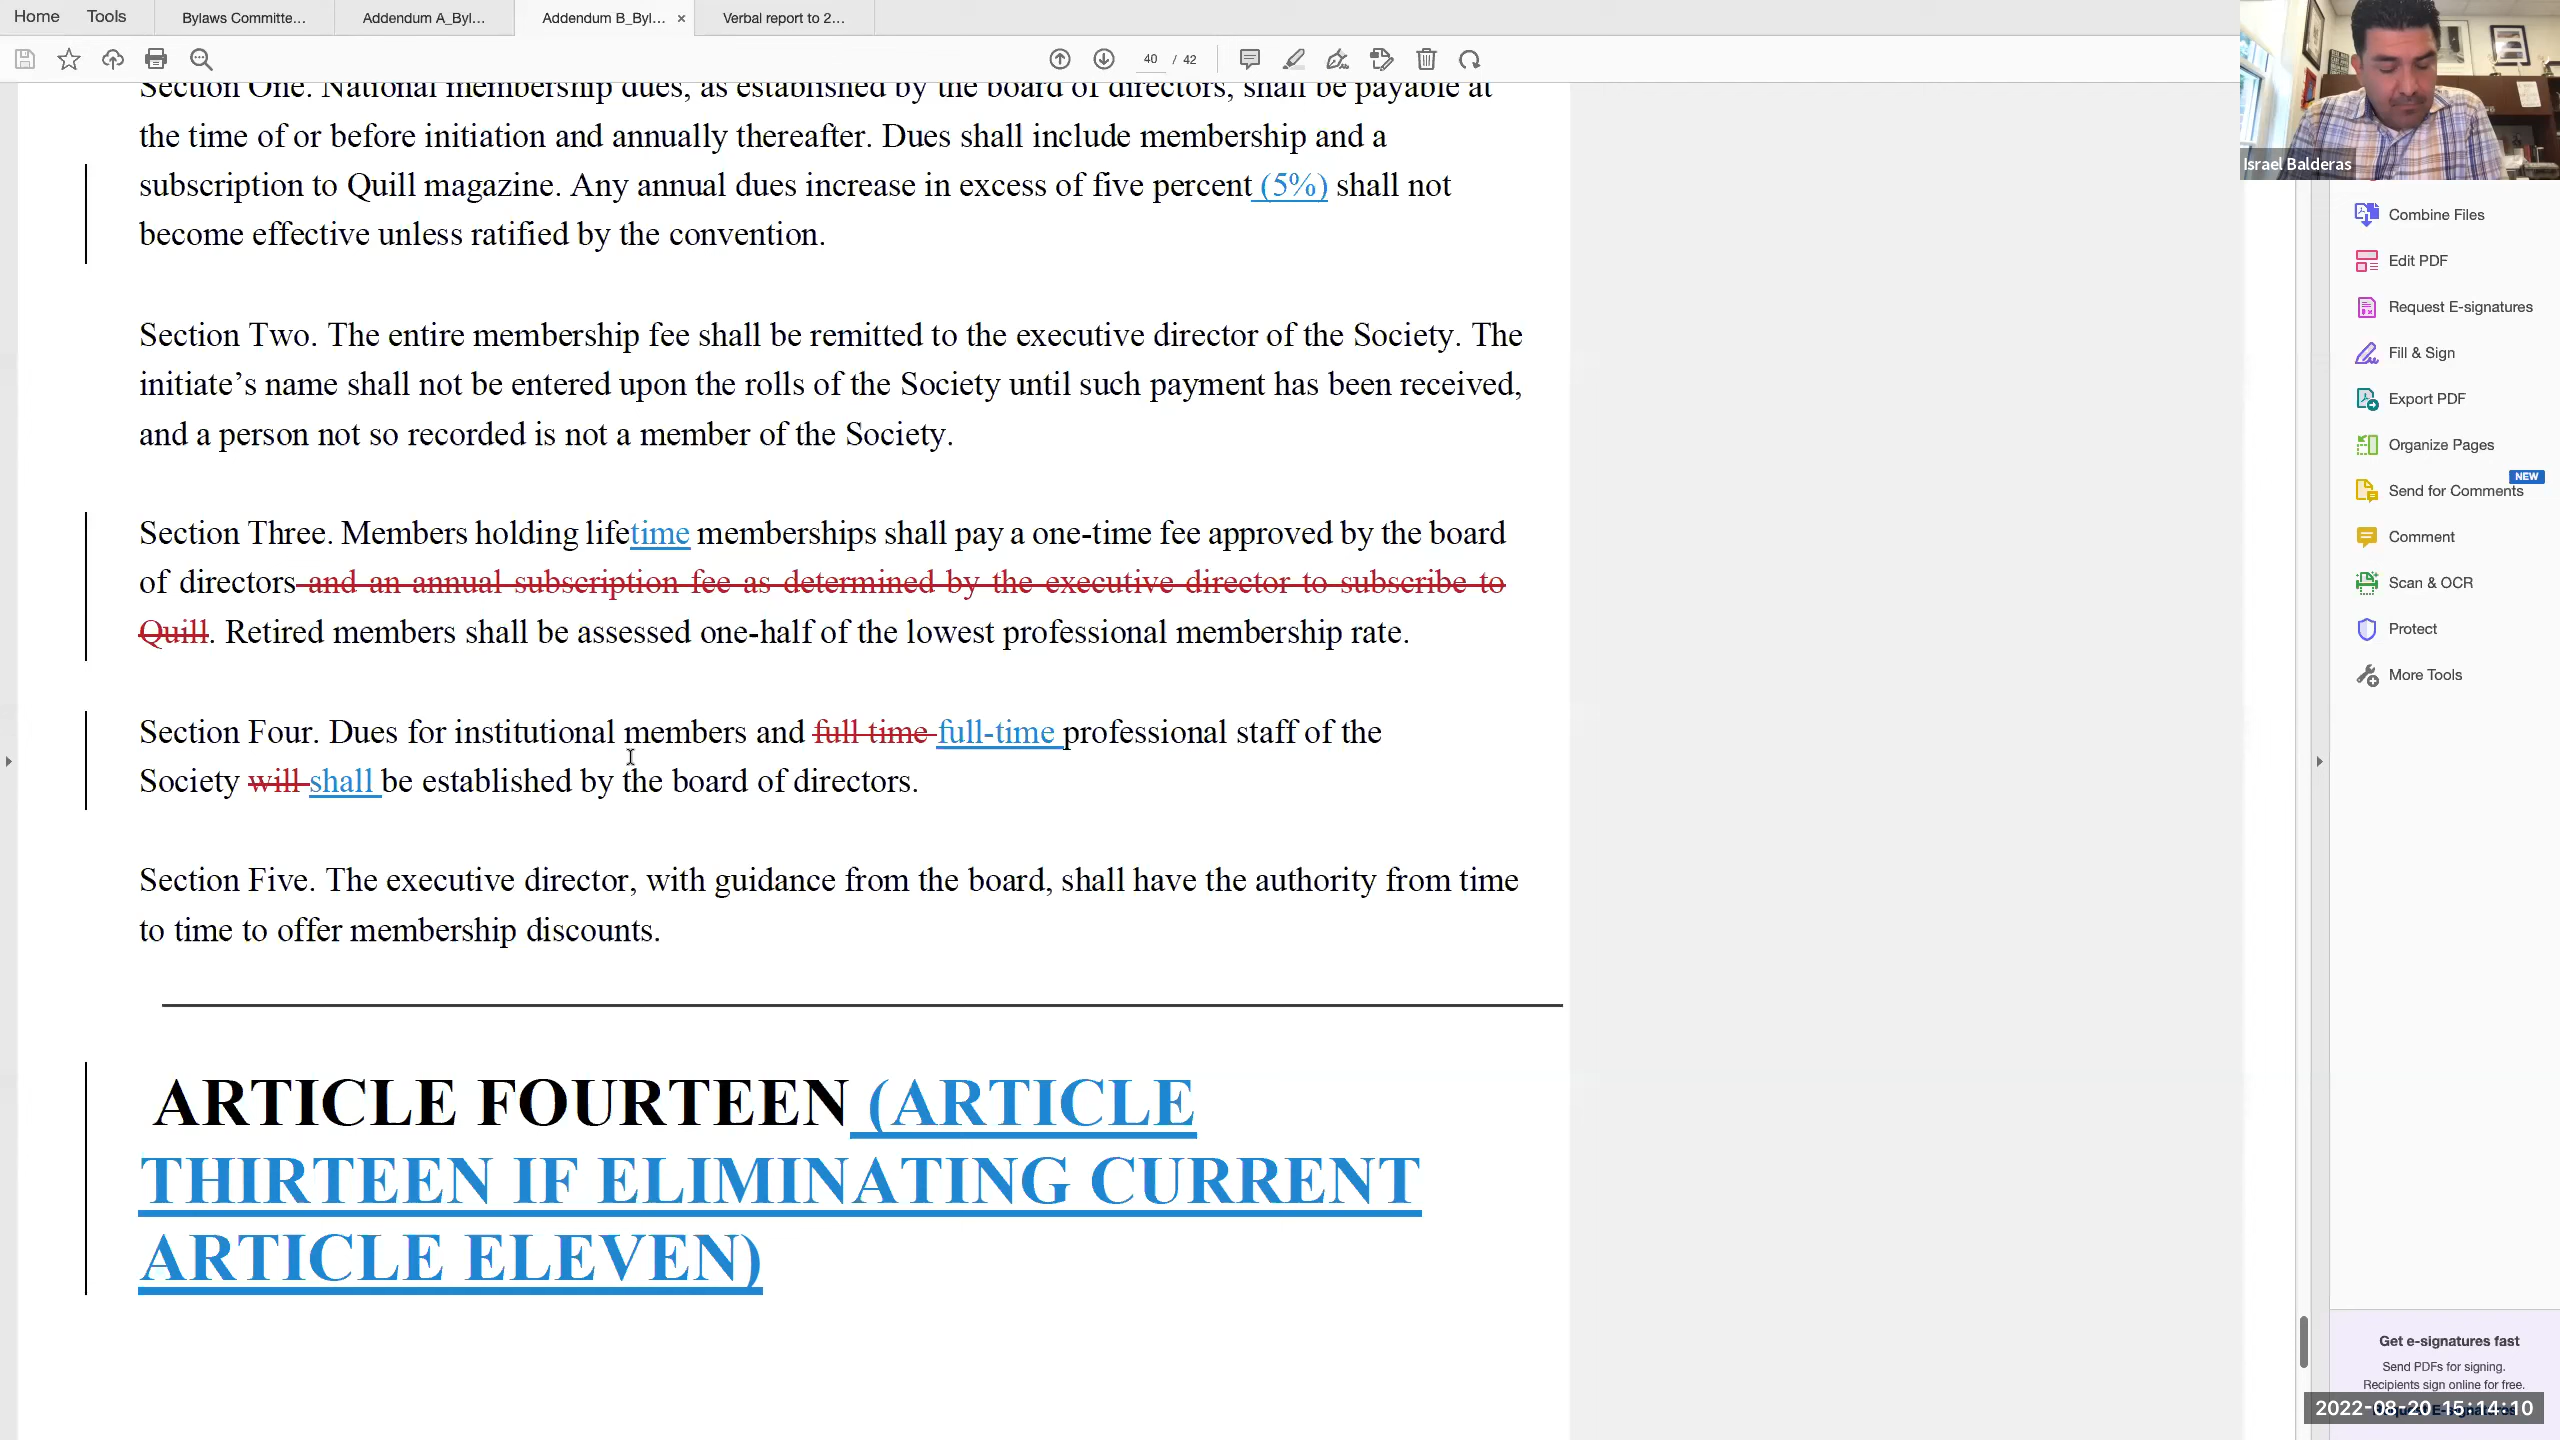 Home Tools Bylaws Committe... Addendum A_Byl... Addendum B_Byl... × Verbal report to 2...
40 / 42
Section One. National membership dues, as established by the board of directors, shall be payable at
the time of or before initiation and annually thereafter. Dues shall include membership and a
subscription to Quill magazine. Any annual dues increase in excess of five percent (5%) shall not
become effective unless ratified by the convention.
Section Two. The entire membership fee shall be remitted to the executive director of the Society. The
initiate’s name shall not be entered upon the rolls of the Society until such payment has been received,
and a person not so recorded is not a member of the Society.
Section Three. Members holding lifetime memberships shall pay a one-time fee approved by the board
of directors and an annual subscription fee as determined by the executive director to subscribe to
Quill. Retired members shall be assessed one-half of the lowest professional membership rate.
Section Four. Dues for institutional members and full time full-time professional staff of the
Society will shall be established by the board of directors.
Section Five. The executive director, with guidance from the board, shall have the authority from time
to time to offer membership discounts.
ARTICLE FOURTEEN (ARTICLE
THIRTEEN IF ELIMINATING CURRENT
ARTICLE ELEVEN)
Israel Balderas
Combine Files
Edit PDF
Request E-signatures
Fill & Sign
Export PDF
Organize Pages
NEW
Send for Comments
Comment
Scan & OCR
Protect
More Tools
Get e-signatures fast
Send PDFs for signing.
Recipients sign online for free.
2022-08-20 15:14:10